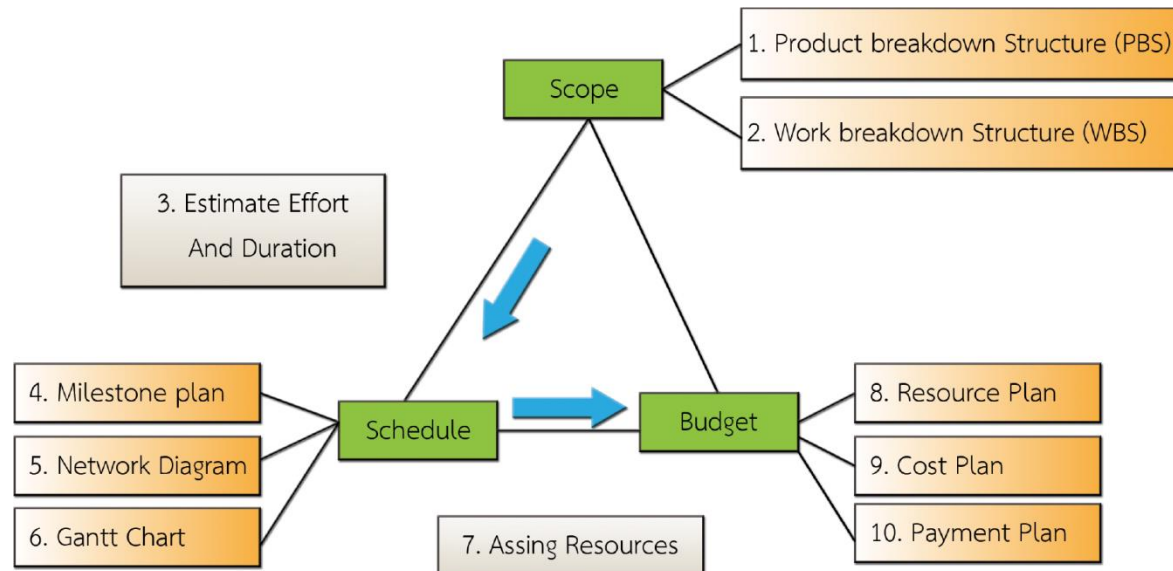 1. Product breakdown Structure (PBS)
Scope
2. Work breakdown Structure (WBS)
3. Estimate Effort
And Duration
4. Milestone plan
5. Network Diagram
6. Gantt Chart
Schedule
Budget
7. Assing Resources
8. Resource Plan
9. Cost Plan
10. Payment Plan